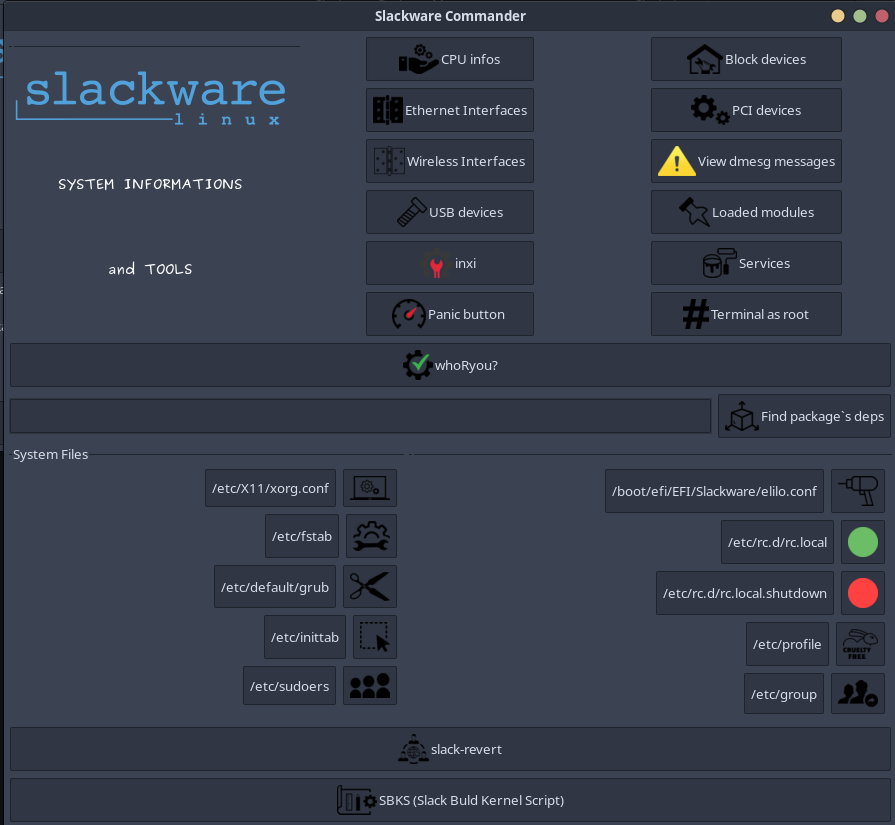 Slackware Commander
slackware
linux
SYSTEM INFORMATIONS
and TOOLS
CPU infos
Block devices
Ethernet Interfaces
PCI devices
Wireless Interfaces
View dmesg messages
USB devices
Loaded modules
inxi
Services
Panic button
Terminal as root
whoRyou?
Find package`s deps
System Files
/etc/X11/xorg.conf
/boot/efi/EFI/Slackware/elilo.conf
/etc/fstab
/etc/rc.d/rc.local
/etc/default/grub
/etc/rc.d/rc.local.shutdown
/etc/inittab
/etc/profile
CRUELTY
FREE
/etc/sudoers
/etc/group
slack-revert
SBKS (Slack Buld Kernel Script)